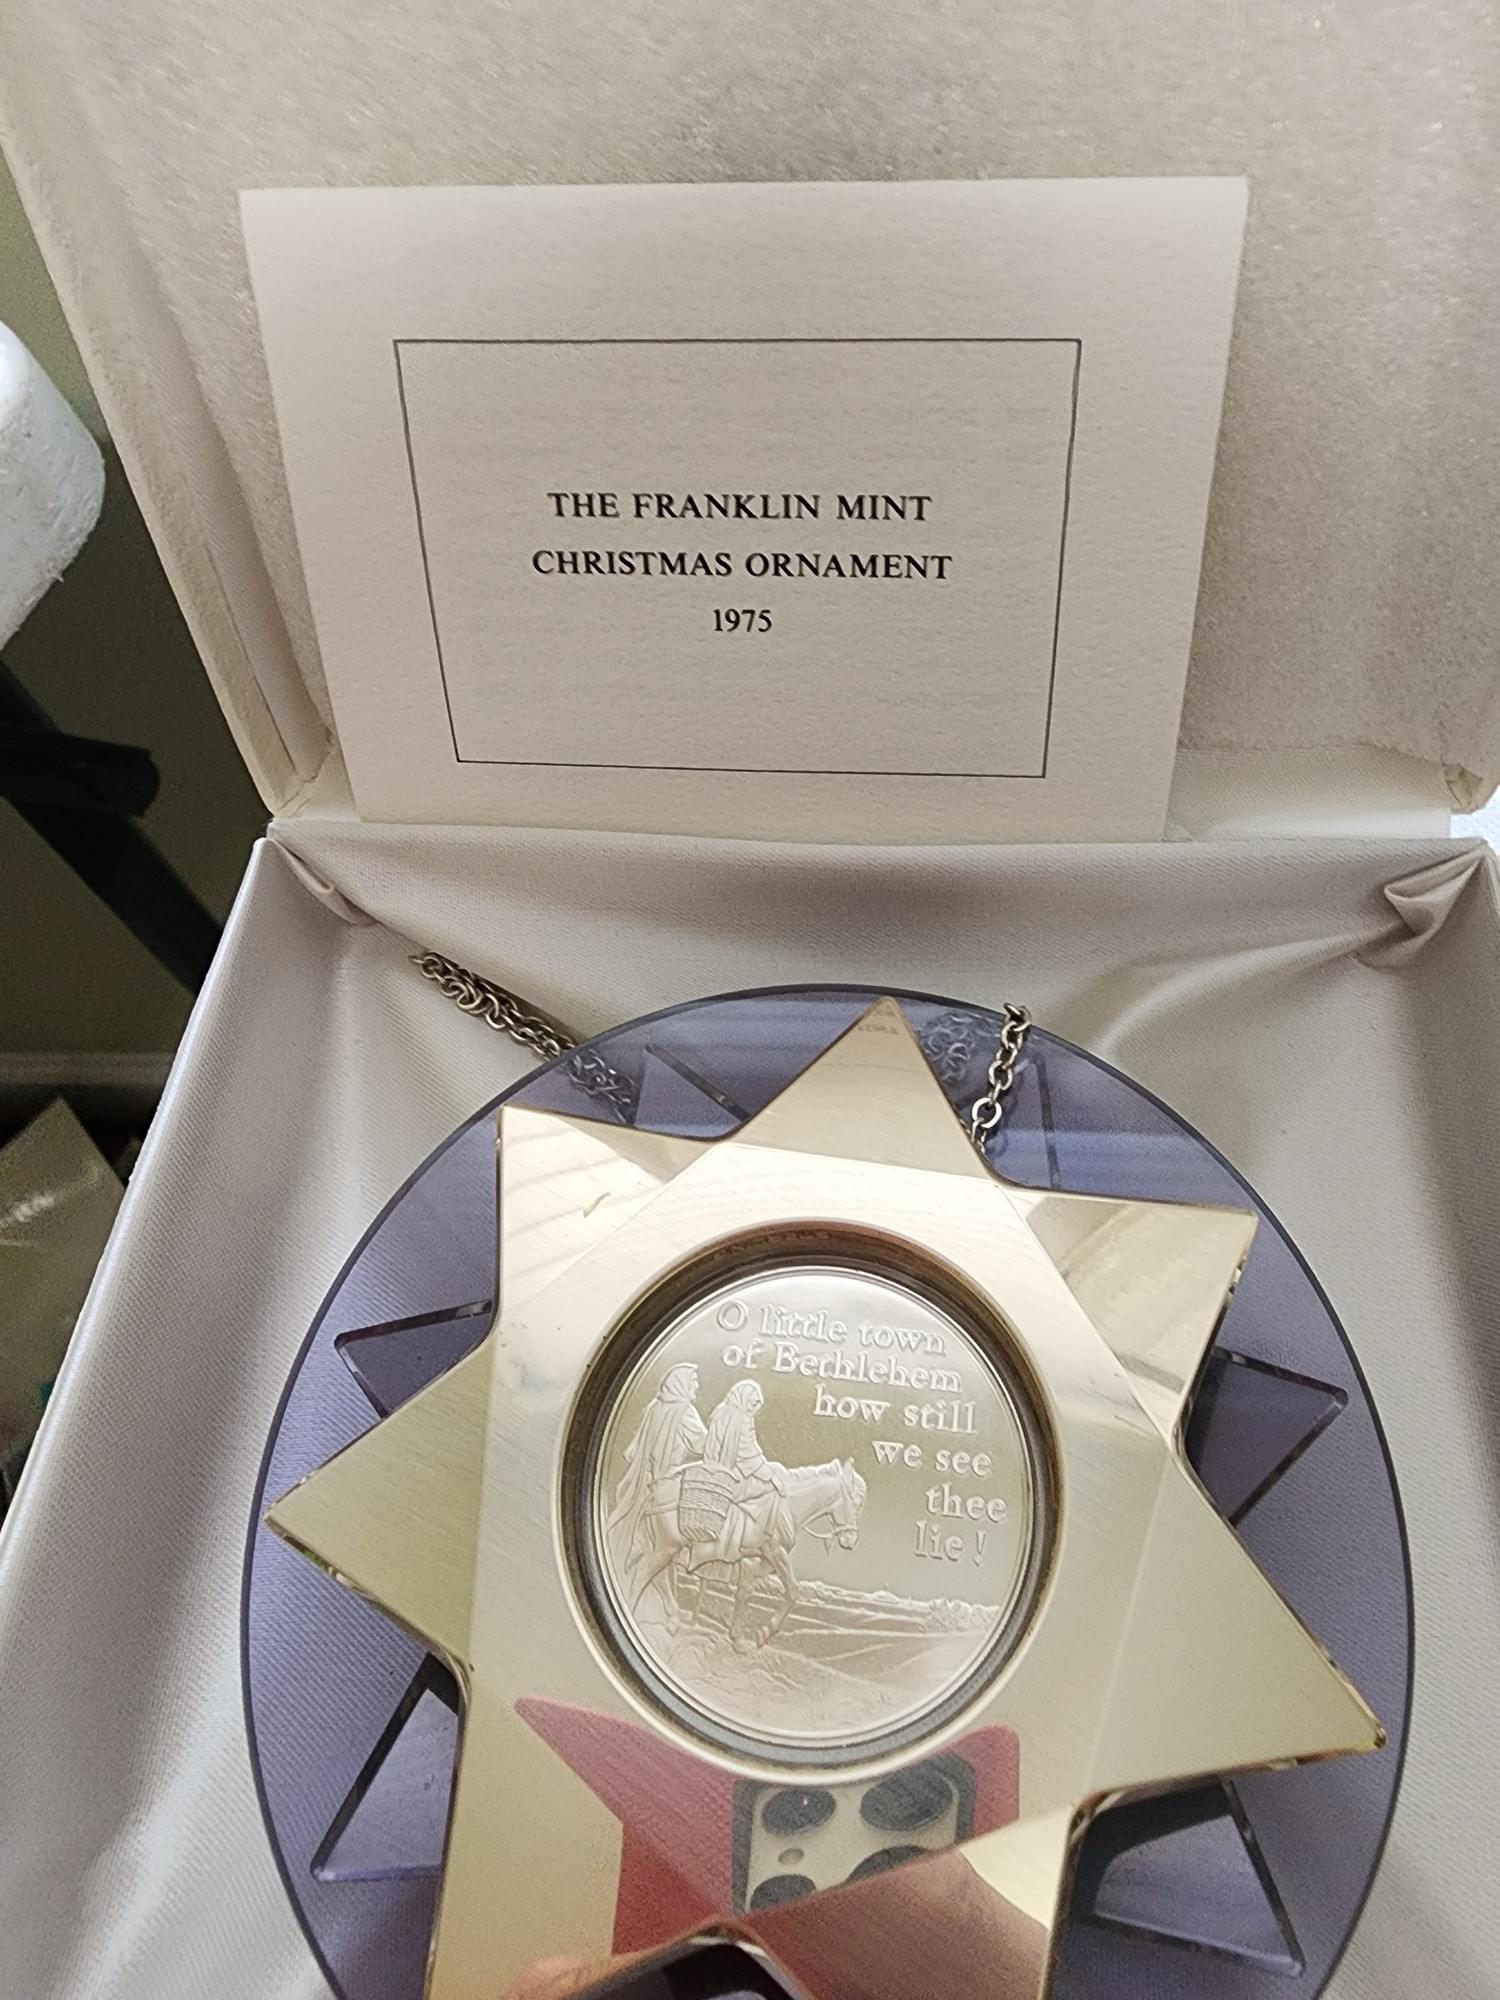 THE FRANKLIN MINT
CHRISTMAS ORNAMENT
1975
O little town
of Bethlehem
how still
we see
thee
lie!